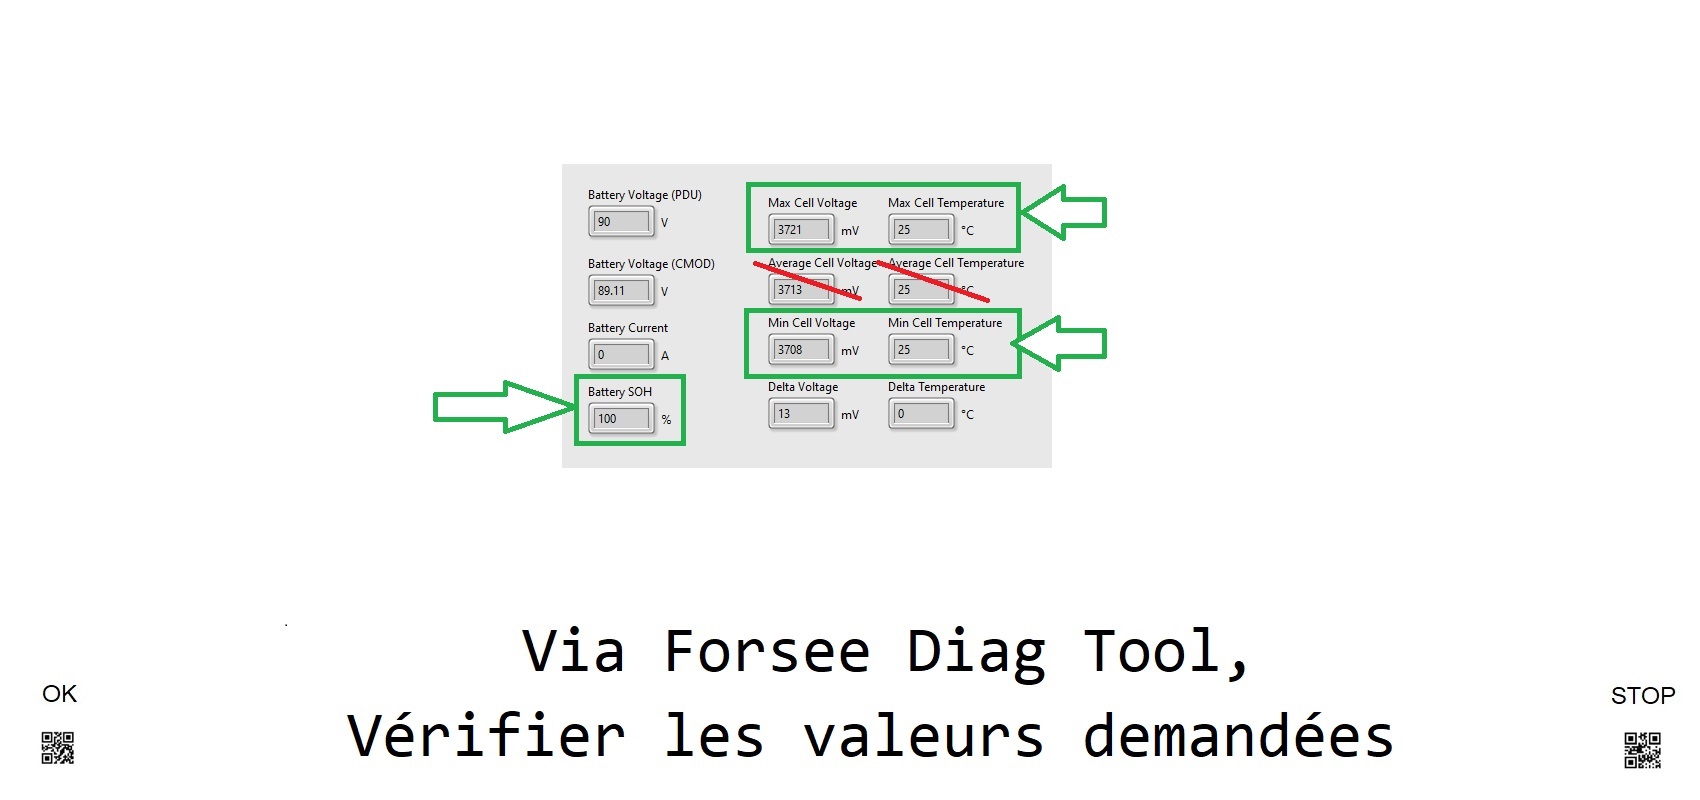 Battery Voltage (PDU)
90 V
Battery Voltage (CMOD)
89.11 V
Battery Current
0 A
Battery SOH
100 %
Max Cell Voltage Max Cell Temperature
3721 mV 25 °C
Average Cell Voltage Average Cell Temperature
3713 mV 25 °C
Min Cell Voltage Min Cell Temperature
3708 mV 25 °C
Delta Voltage Delta Temperature
13 mV 0 °C
Via Forsee Diag Tool,
Vérifier les valeurs demandées
OK
STOP